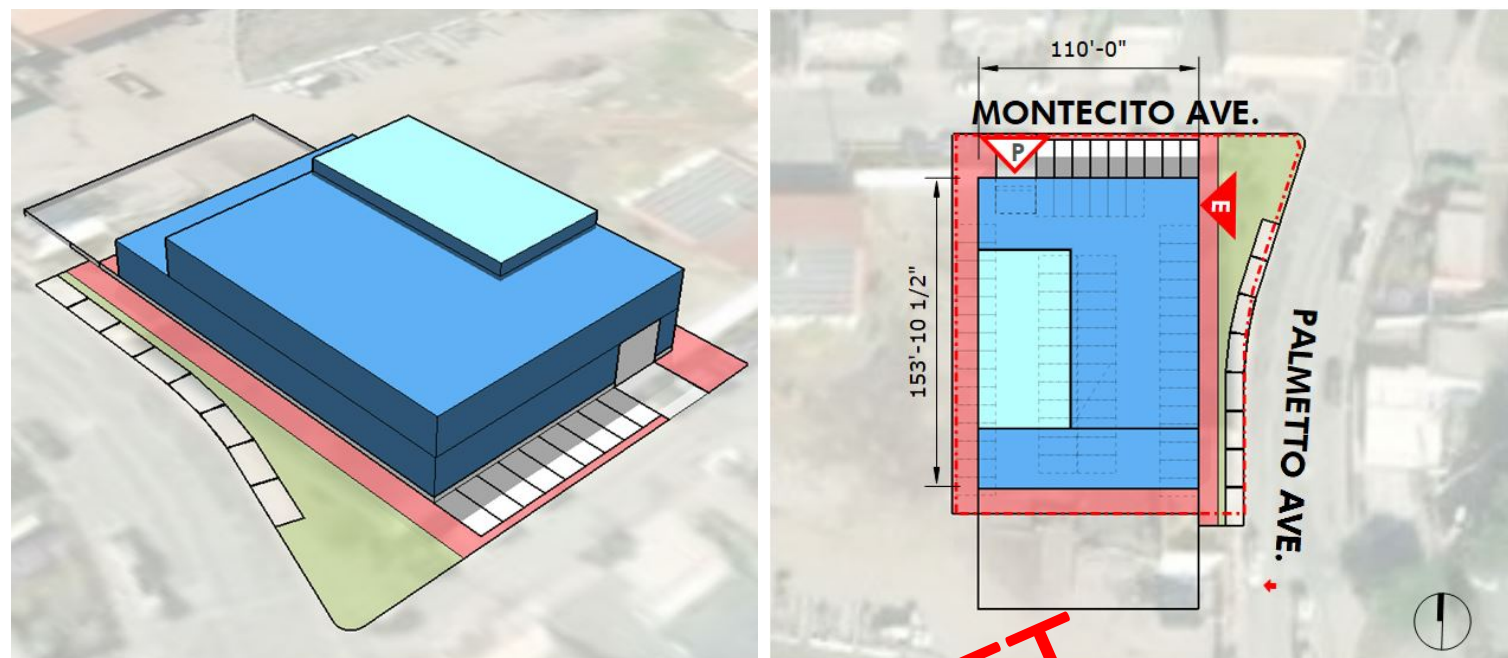 110'-0"
MONTECITO AVE.
P
E
153'-10 1/2"
PALMETTO AVE.